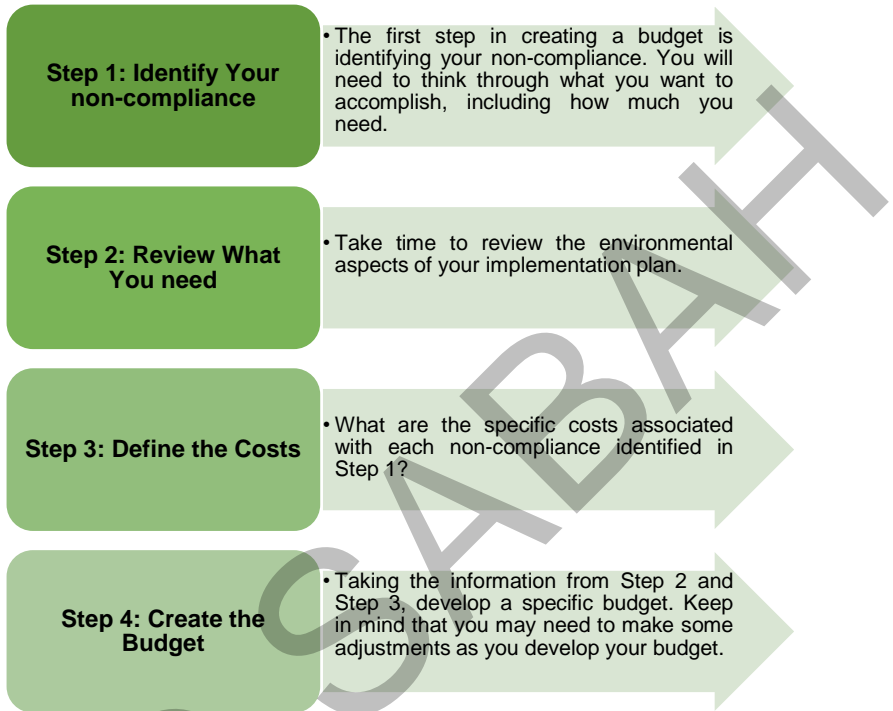 Step 1: Identify Your
non-compliance
• The first step in creating a budget is
identifying your non-compliance. You will
need to think through what you want to
accomplish, including how much you
need.
Step 2: Review What
You need
• Take time to review the environmental
aspects of your implementation plan.
Step 3: Define the Costs
• What are the specific costs associated
with each non-compliance identified in
Step 1?
Step 4: Create the
Budget
• Taking the information from Step 2 and
Step 3, develop a specific budget. Keep
in mind that you may need to make some
adjustments as you develop your budget.
SABAH